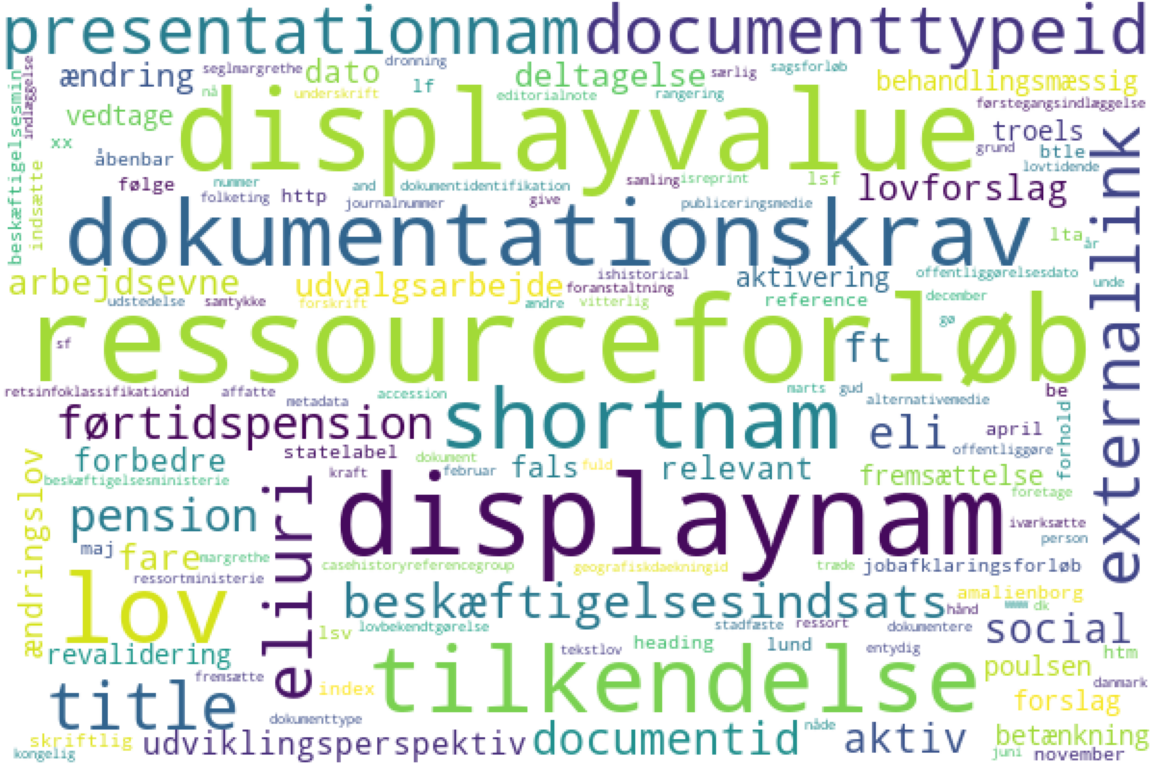 presentationnam documenttypeid
ændring seglmargrethe dronning dato lf deltagelse særlig sagsforløb behandlingsmæssig
nå underskrift editorialnote rangering førstegangsindlæggelse
beskæftigelsesmin indlæggelse vedtage displayvalue troels
xx åbenbar grund btle lovtidende
indsætte følge nummer and dokumentidentifikation samling isreprint lsf lovforslag
folketing http journalnummer give publiceringsmedie
dokumentationskrav lta år externallink
arbejdsevne udvalgsarbejde ishistorical foranstaltning aktivering offentliggørelsesdato unde
udstedelse samtykke forskrift ændre vitterlig reference december
sf ressourceforløb gø ft
retsinfoklassifikationid affatte metadata accession marts gud alternativemedie be
førtidspension shortnam eli april forhold
statelabel offentliggøre
ændringslov forbedre kraft dokument februar fals fuld relevant fremsættelse
beskæftigelsesministerie foretage
pension eliuri displaynam iværksætte
maj fare margrethe person
casehistoryreferencegroup geografiskdaekningid træde jobafklaringsforløb
ressortministerie amalienborg
lov beskæftigelsesindsats hånd www dk
lsv lovbekendtgørelse stadfæste ressort dokumentere social
revalidering heading lund entydig htm
fremsætte tekstlov tilkendelse poulsen
title index danmark
forslag
dokumenttype nåde
skriftlig udviklingsperspektiv documentid aktiv betænkning
kongelig juni november